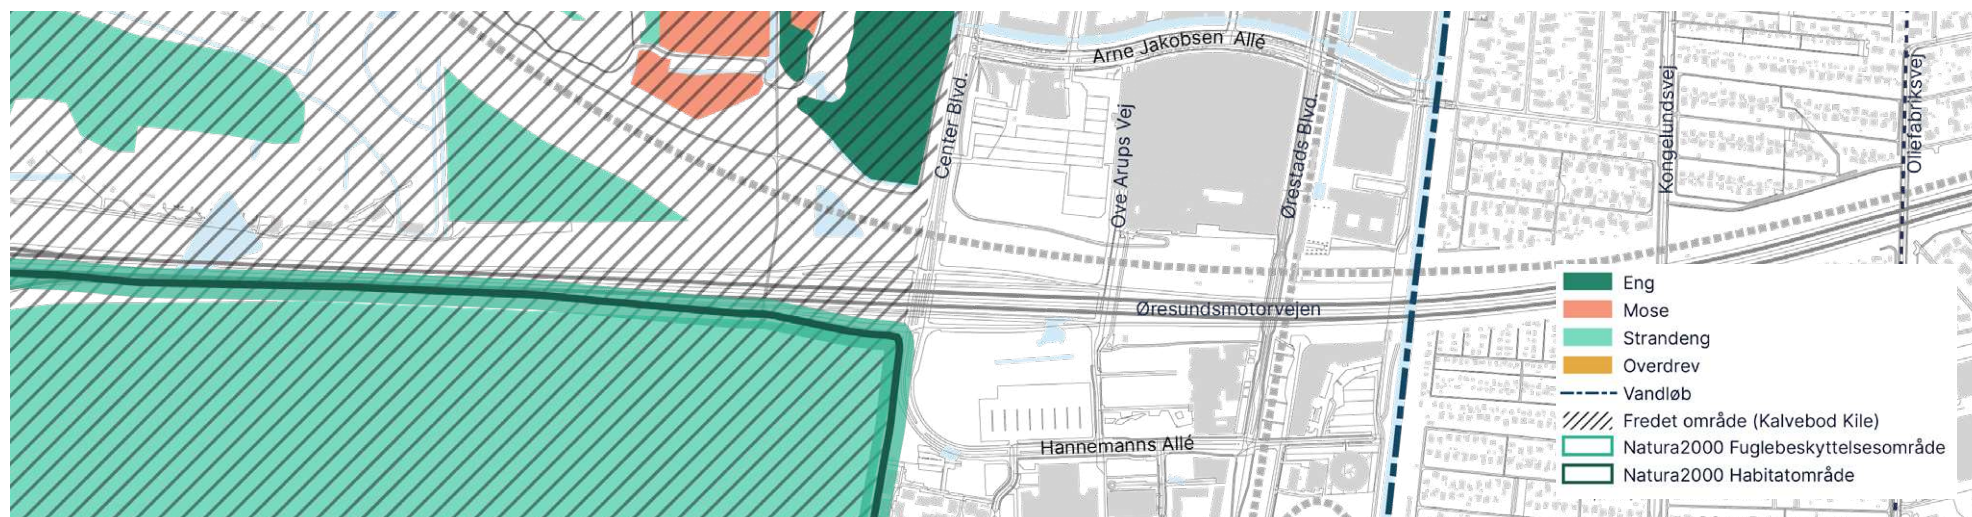 Arne Jakobsen Allé
Center Blvd.
Ove Arups Vej
Ørestads Blvd.
Kongelundsvej
Oliefabriksvej
Øresundsmotorvejen
Hannemanns Allé
Eng
Mose
Strandeng
Overdrev
Vandløb
Fredet område (Kalvebod Kile)
Natura2000 Fuglebeskyttelsesområde
Natura2000 Habitatområde